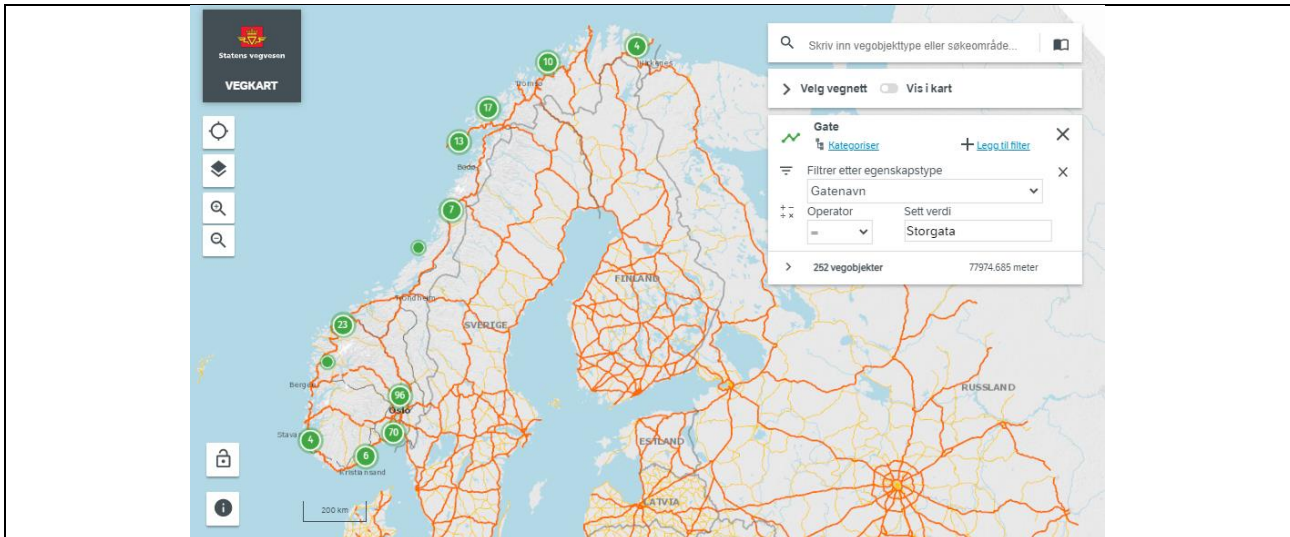 Statens vegvesen
VEGKART
Skriv inn vegobjekttype eller søkeområde...
Velg vegnett
Vis i kart
Gate
Kategoriser
Legg til filter
Filtrer etter egenskapstype
Gatenavn
Operator
Sett verdi
=
Storgata
252 vegobjekter
77974.685 meter
4
10
Tromsø
17
13
Bodø
7
Trondheim
FINLAND
SVERIGE
23
Bergen
96
Oslo
RUSSLAND
70
4
Stava
6
Kristiansand
ESTLAND
LATVIA
200 km